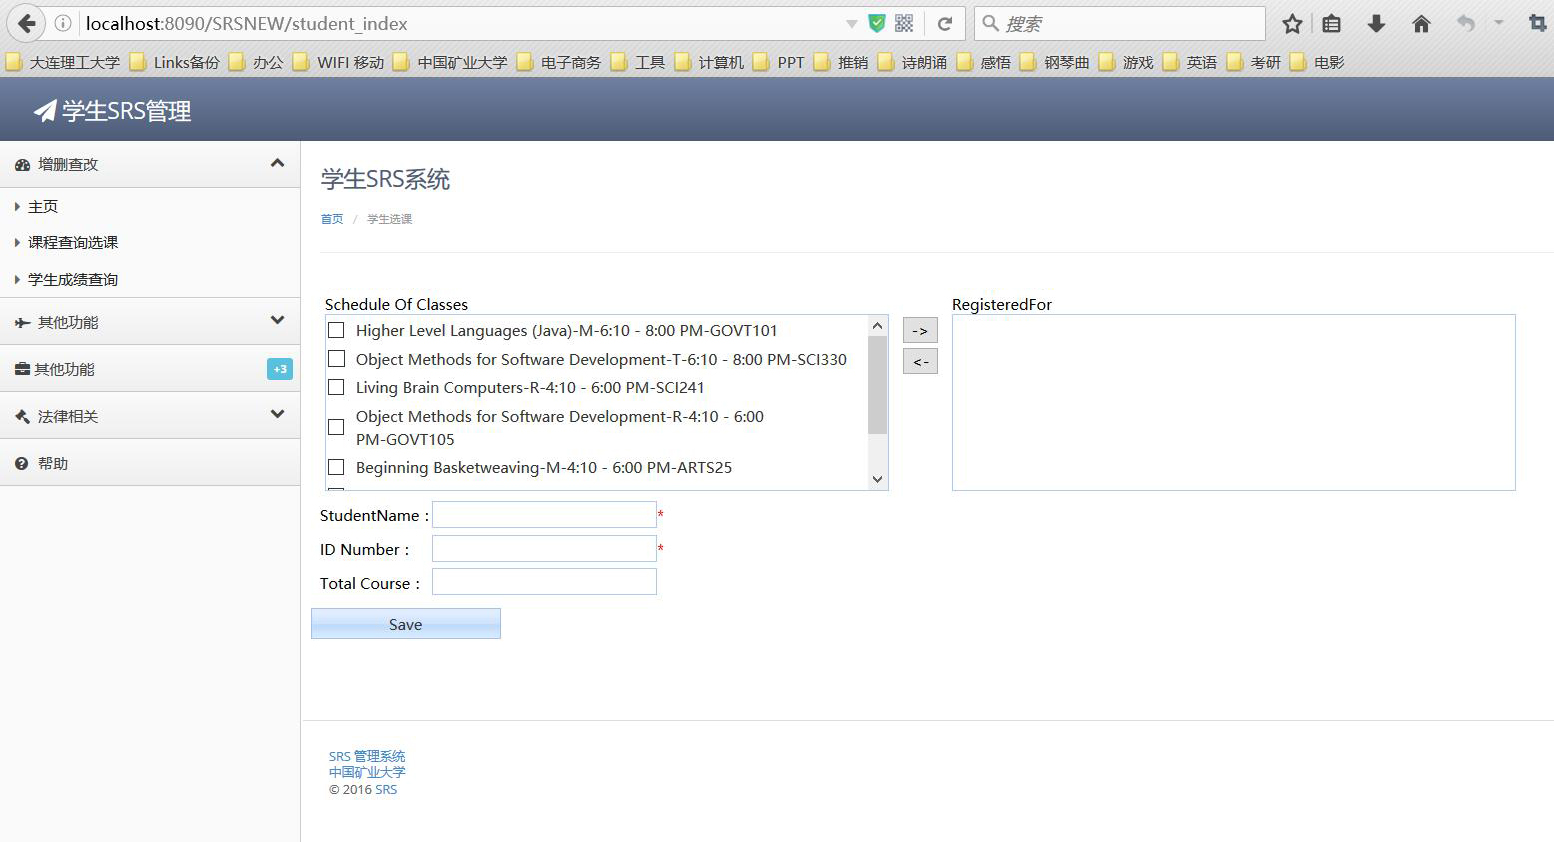 localhost:8090/SRSNEW/student_index
搜索
大连理工大学 Links备份 办公 WIFI 移动 中国矿业大学 电子商务 工具 计算机 PPT 推销 诗朗诵 感悟 钢琴曲 游戏 英语 考研 电影
学生SRS管理
增删查改
主页
课程查询选课
学生成绩查询
其他功能
其他功能 +3
法律相关
帮助
学生SRS系统
首页 / 学生选课
Schedule Of Classes
Higher Level Languages (Java)-M-6:10 - 8:00 PM-GOVT101
Object Methods for Software Development-T-6:10 - 8:00 PM-SCI330
Living Brain Computers-R-4:10 - 6:00 PM-SCI241
Object Methods for Software Development-R-4:10 - 6:00
PM-GOVT105
Beginning Basketweaving-M-4:10 - 6:00 PM-ARTS25
->
<-
RegisteredFor
StudentName : *
ID Number : *
Total Course :
Save
SRS 管理系统
中国矿业大学
© 2016 SRS